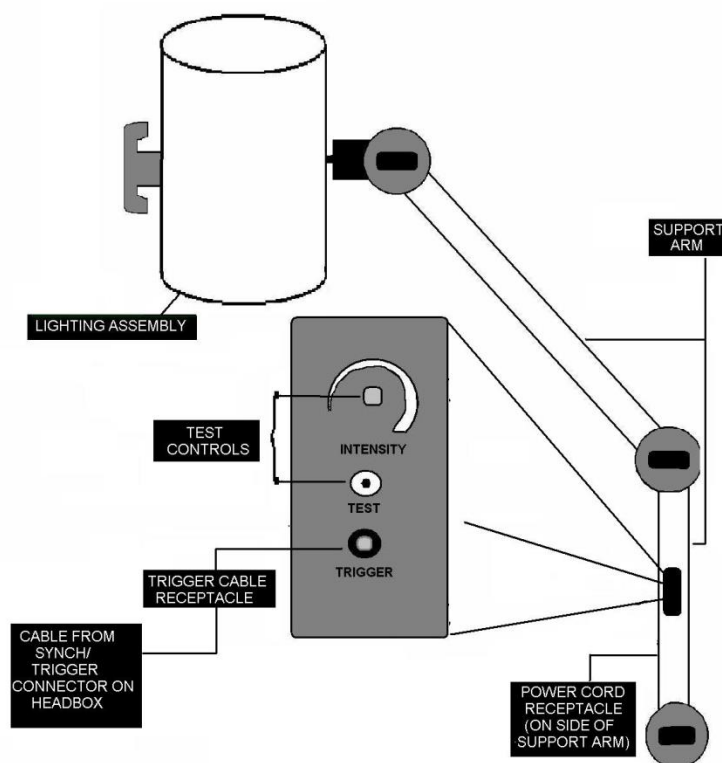 SUPPORT
ARM
LIGHTING ASSEMBLY
TEST
CONTROLS
INTENSITY
TEST
TRIGGER
TRIGGER CABLE
RECEPTACLE
CABLE FROM
SYNCH/
TRIGGER
CONNECTOR ON
HEADBOX
POWER CORD
RECEPTACLE
(ON SIDE OF
SUPPORT ARM)